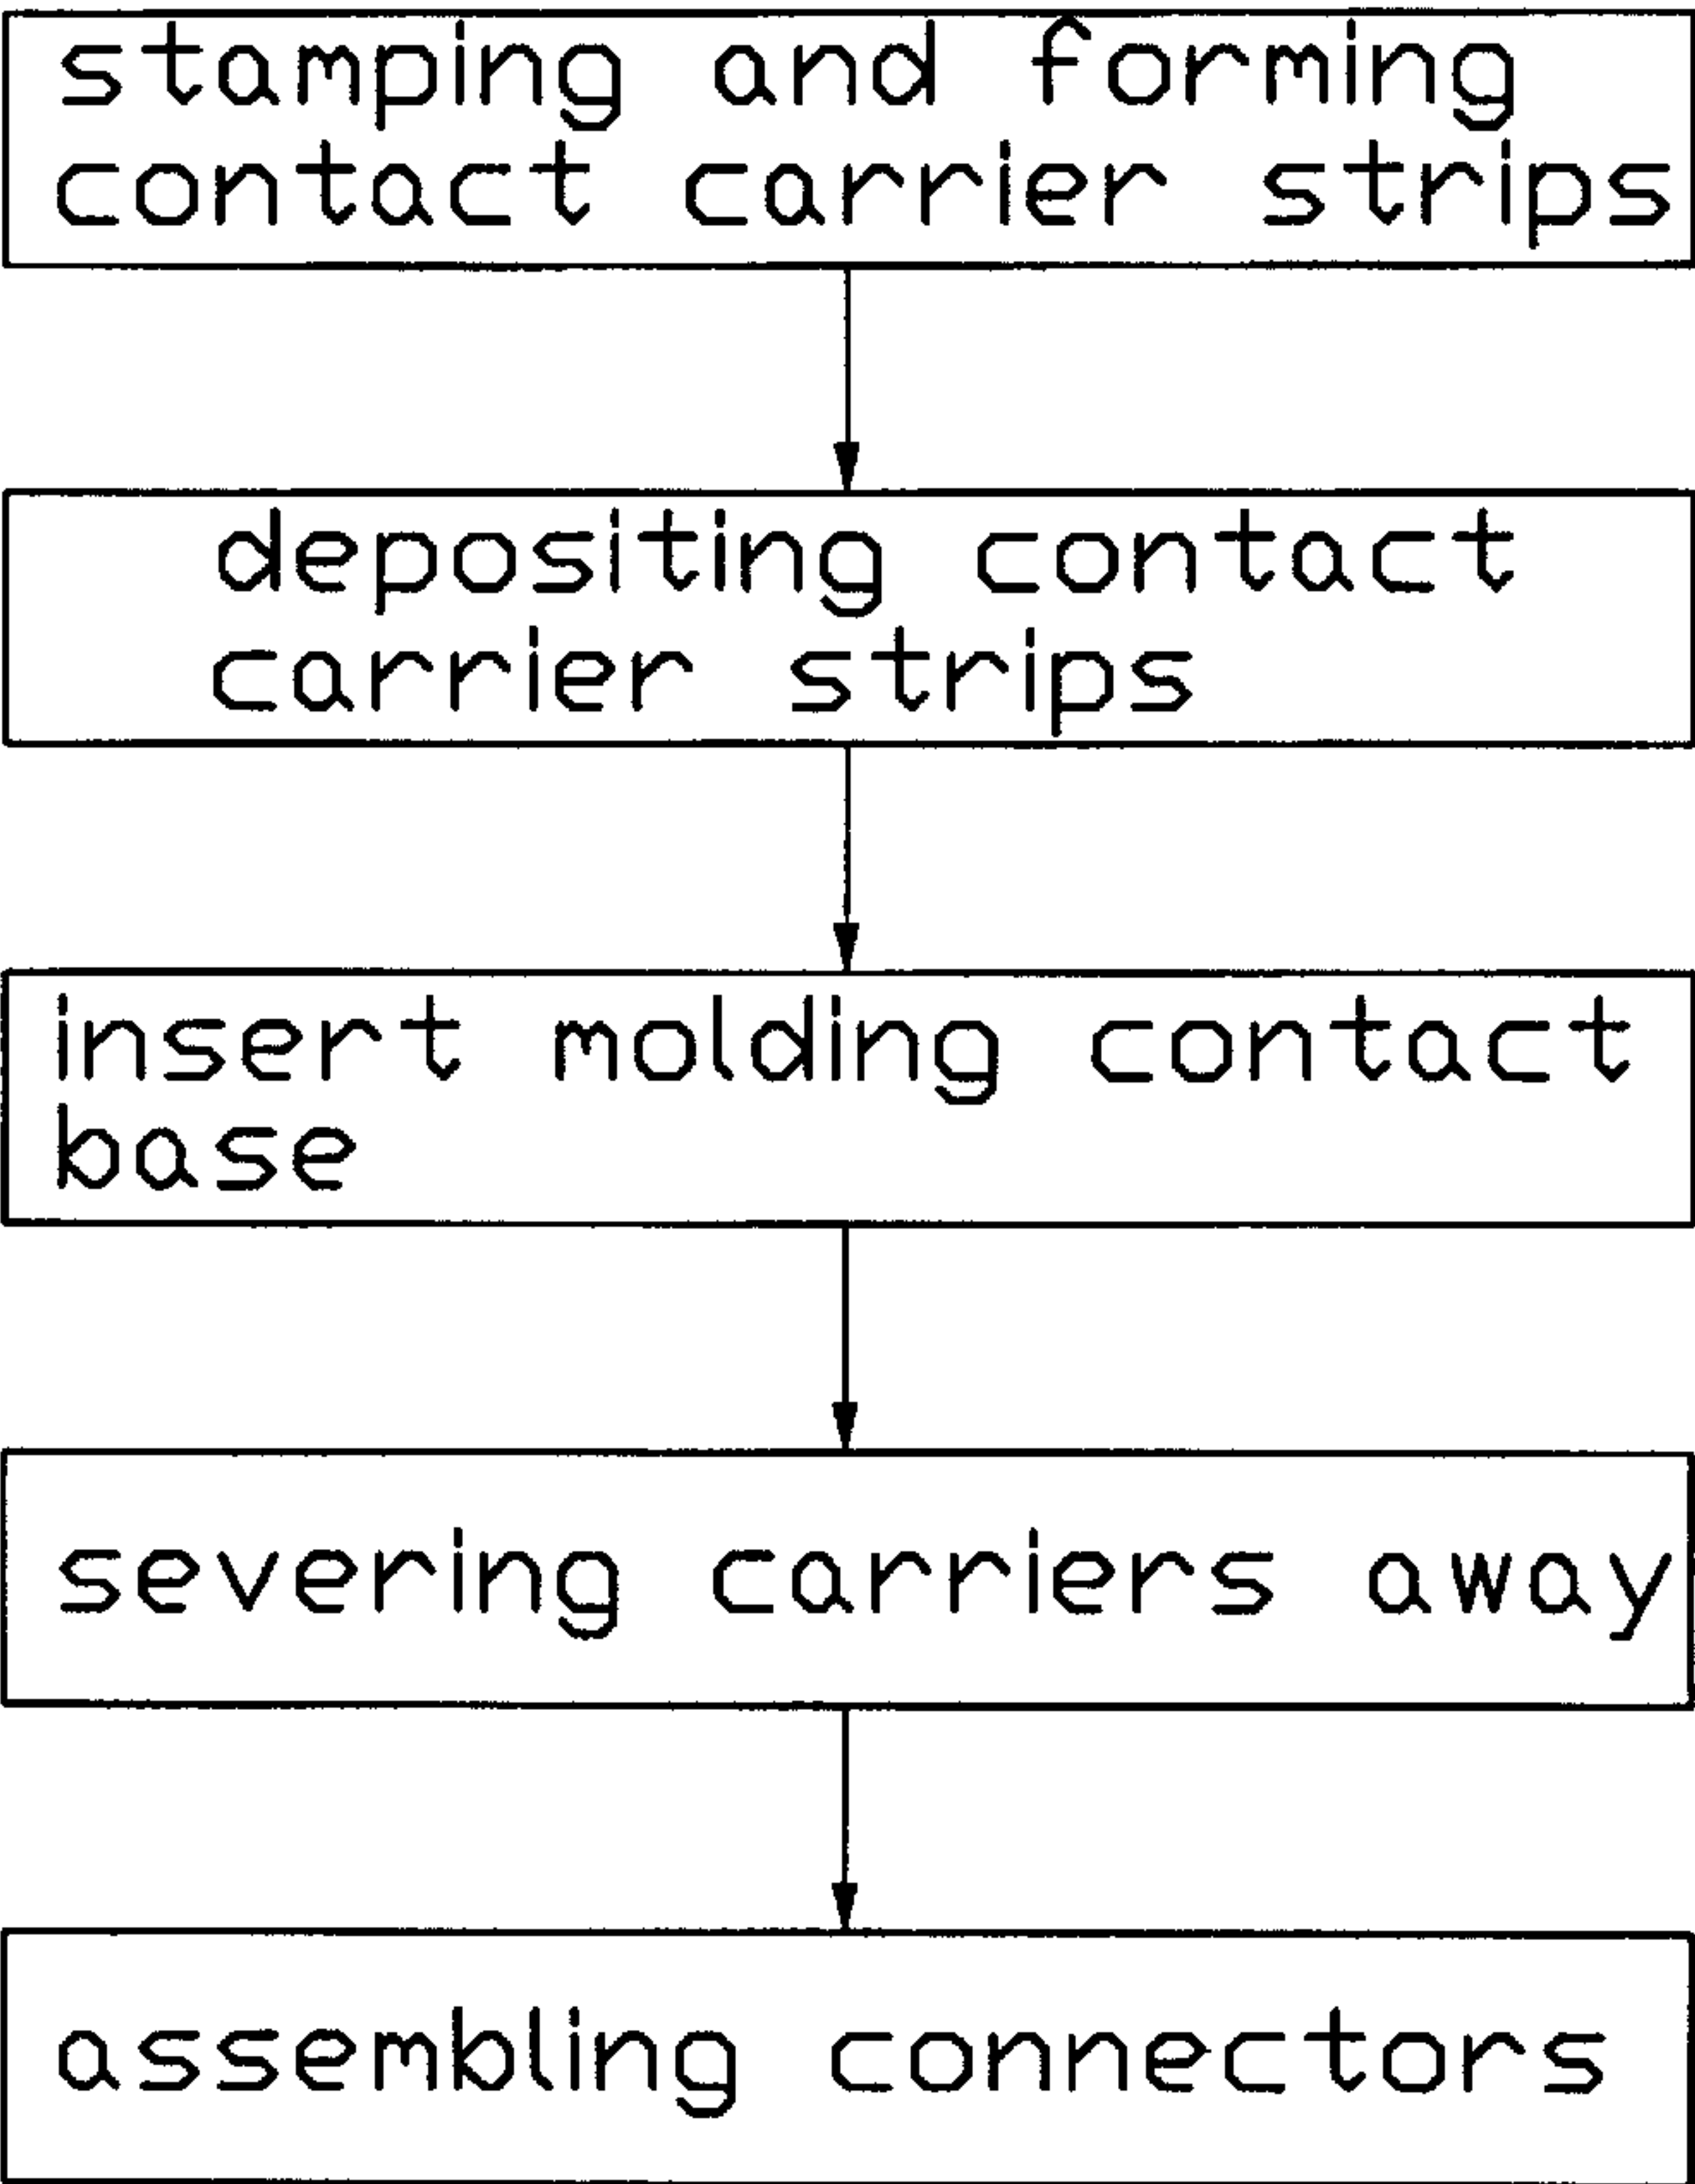 stamping and forming
contact carrier strips
depositing contact
carrier strips
insert molding contact
base
severing carriers away
assembling connectors